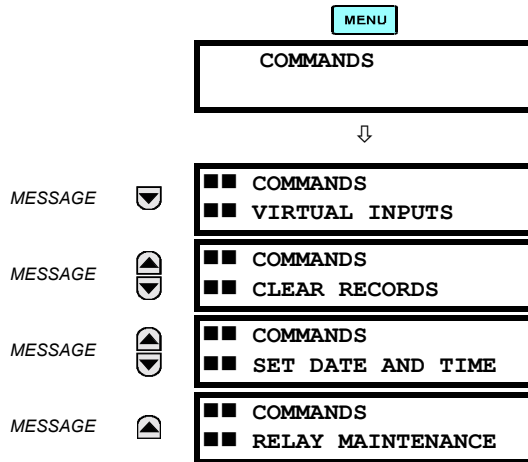 MENU
COMMANDS
MESSAGE
■■ COMMANDS
■■ VIRTUAL INPUTS
MESSAGE
■■ COMMANDS
■■ CLEAR RECORDS
MESSAGE
■■ COMMANDS
■■ SET DATE AND TIME
MESSAGE
■■ COMMANDS
■■ RELAY MAINTENANCE